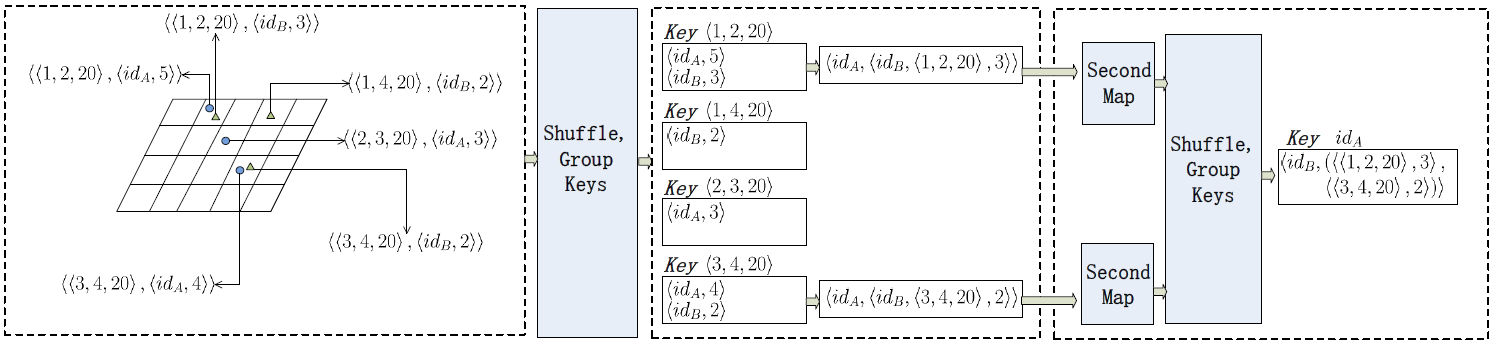 ⟨⟨1, 2, 20⟩, ⟨id_B, 3⟩⟩
⟨⟨1, 2, 20⟩, ⟨id_A, 5⟩⟩
⟨⟨1, 4, 20⟩, ⟨id_B, 2⟩⟩
⟨⟨2, 3, 20⟩, ⟨id_A, 3⟩⟩
⟨⟨3, 4, 20⟩, ⟨id_B, 2⟩⟩
⟨⟨3, 4, 20⟩, ⟨id_A, 4⟩⟩
Shuffle,
Group
Keys
Key ⟨1, 2, 20⟩
⟨id_A, 5⟩
⟨id_B, 3⟩
⟨id_A, ⟨id_B, ⟨1, 2, 20⟩, 3⟩⟩
Key ⟨1, 4, 20⟩
⟨id_B, 2⟩
Key ⟨2, 3, 20⟩
⟨id_A, 3⟩
Key ⟨3, 4, 20⟩
⟨id_A, 4⟩
⟨id_B, 2⟩
⟨id_A, ⟨id_B, ⟨3, 4, 20⟩, 2⟩⟩
Second
Map
Second
Map
Shuffle,
Group
Keys
Key id_A
⟨id_B, (⟨⟨1, 2, 20⟩, 3⟩,
⟨⟨3, 4, 20⟩, 2⟩)⟩